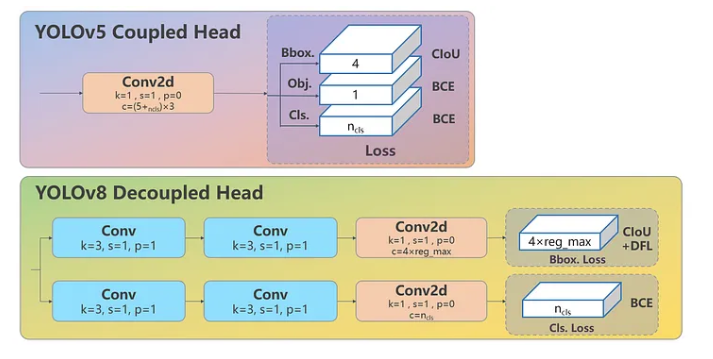 YOLOv5 Coupled Head
Conv2d
k=1, s=1, p=0
c=(5+ncls)×3
Bbox.
4
CIoU
Obj.
1
BCE
Cls.
ncls
BCE
Loss
YOLOv8 Decoupled Head
Conv
k=3, s=1, p=1
Conv
k=3, s=1, p=1
Conv2d
k=1, s=1, p=0
c=4×reg_max
4×reg_max
CIoU
+DFL
Bbox. Loss
Conv
k=3, s=1, p=1
Conv
k=3, s=1, p=1
Conv2d
k=1, s=1, p=0
c=ncls
ncls
BCE
Cls. Loss